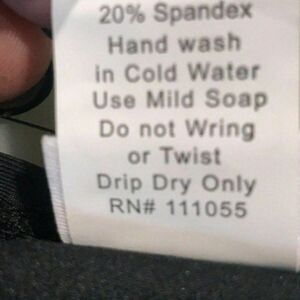 20% Spandex
Hand wash
in Cold Water
Use Mild Soap
Do not Wring
or Twist
Drip Dry Only
RN# 111055